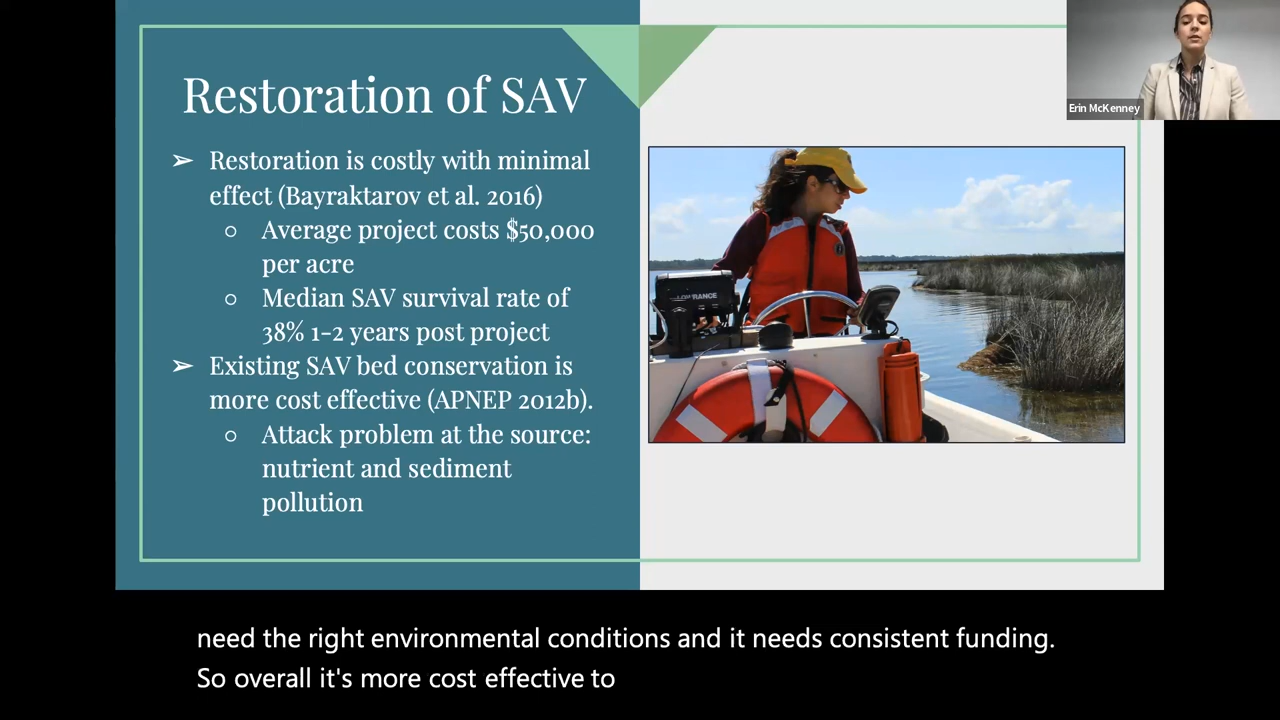 Restoration of SAV
➢ Restoration is costly with minimal
effect (Bayraktarov et al. 2016)
○ Average project costs $50,000
per acre
○ Median SAV survival rate of
38% 1-2 years post project
➢ Existing SAV bed conservation is
more cost effective (APNEP 2012b).
○ Attack problem at the source:
nutrient and sediment
pollution
LOWRANCE
Erin McKenney
need the right environmental conditions and it needs consistent funding.
So overall it's more cost effective to